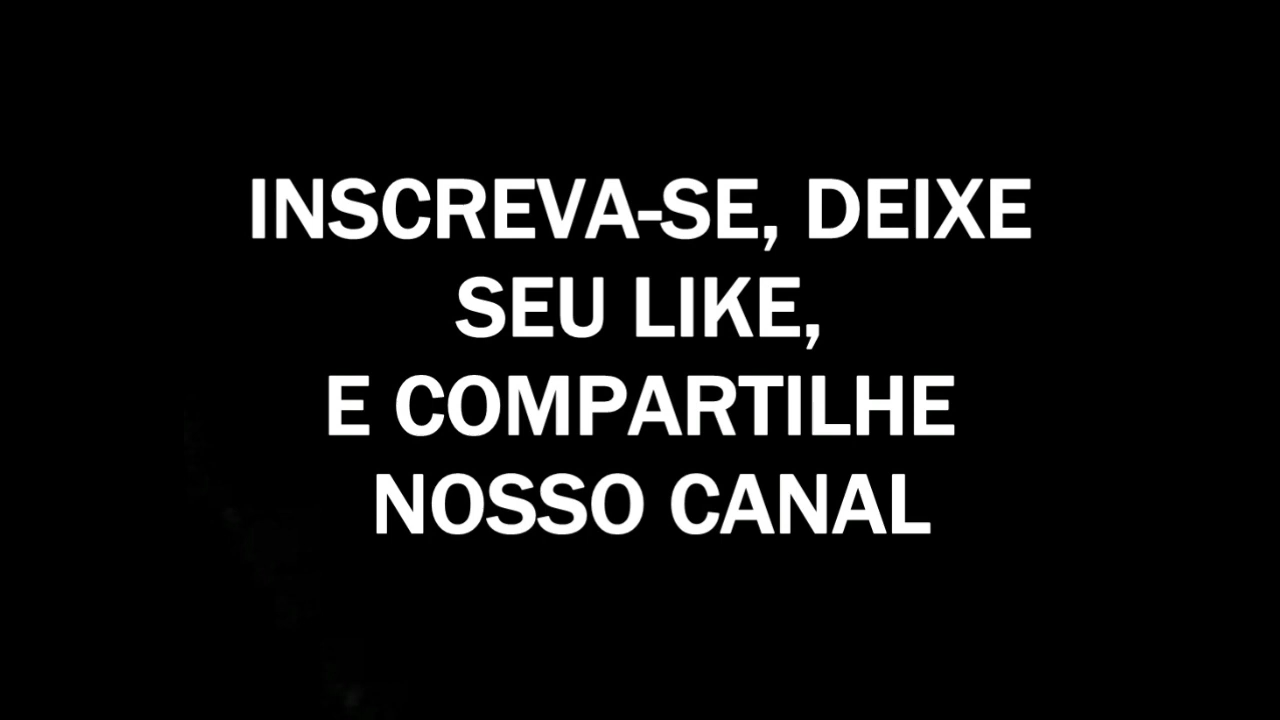 INSCREVA-SE, DEIXE
SEU LIKE,
E COMPARTILHE
NOSSO CANAL